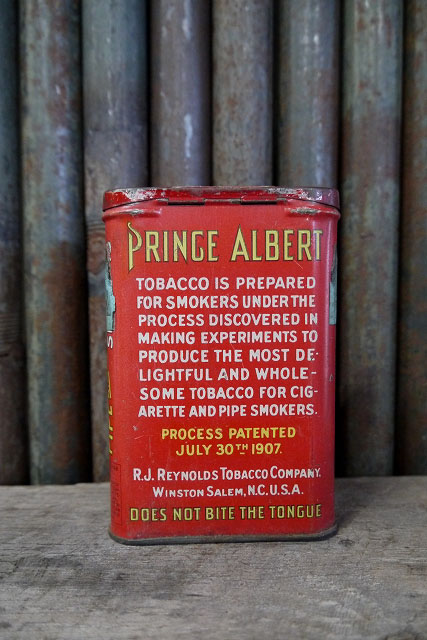 PRINCE ALBERT
TOBACCO IS PREPARED
FOR SMOKERS UNDER THE
PROCESS DISCOVERED IN
MAKING EXPERIMENTS TO
PRODUCE THE MOST DE-
LIGHTFUL AND WHOLE-
SOME TOBACCO FOR CIG-
ARETTE AND PIPE SMOKERS.
PROCESS PATENTED
JULY 30TH 1907.
R.J. REYNOLDS TOBACCO COMPANY.
WINSTON SALEM, N.C. U.S.A.
DOES NOT BITE THE TONGUE